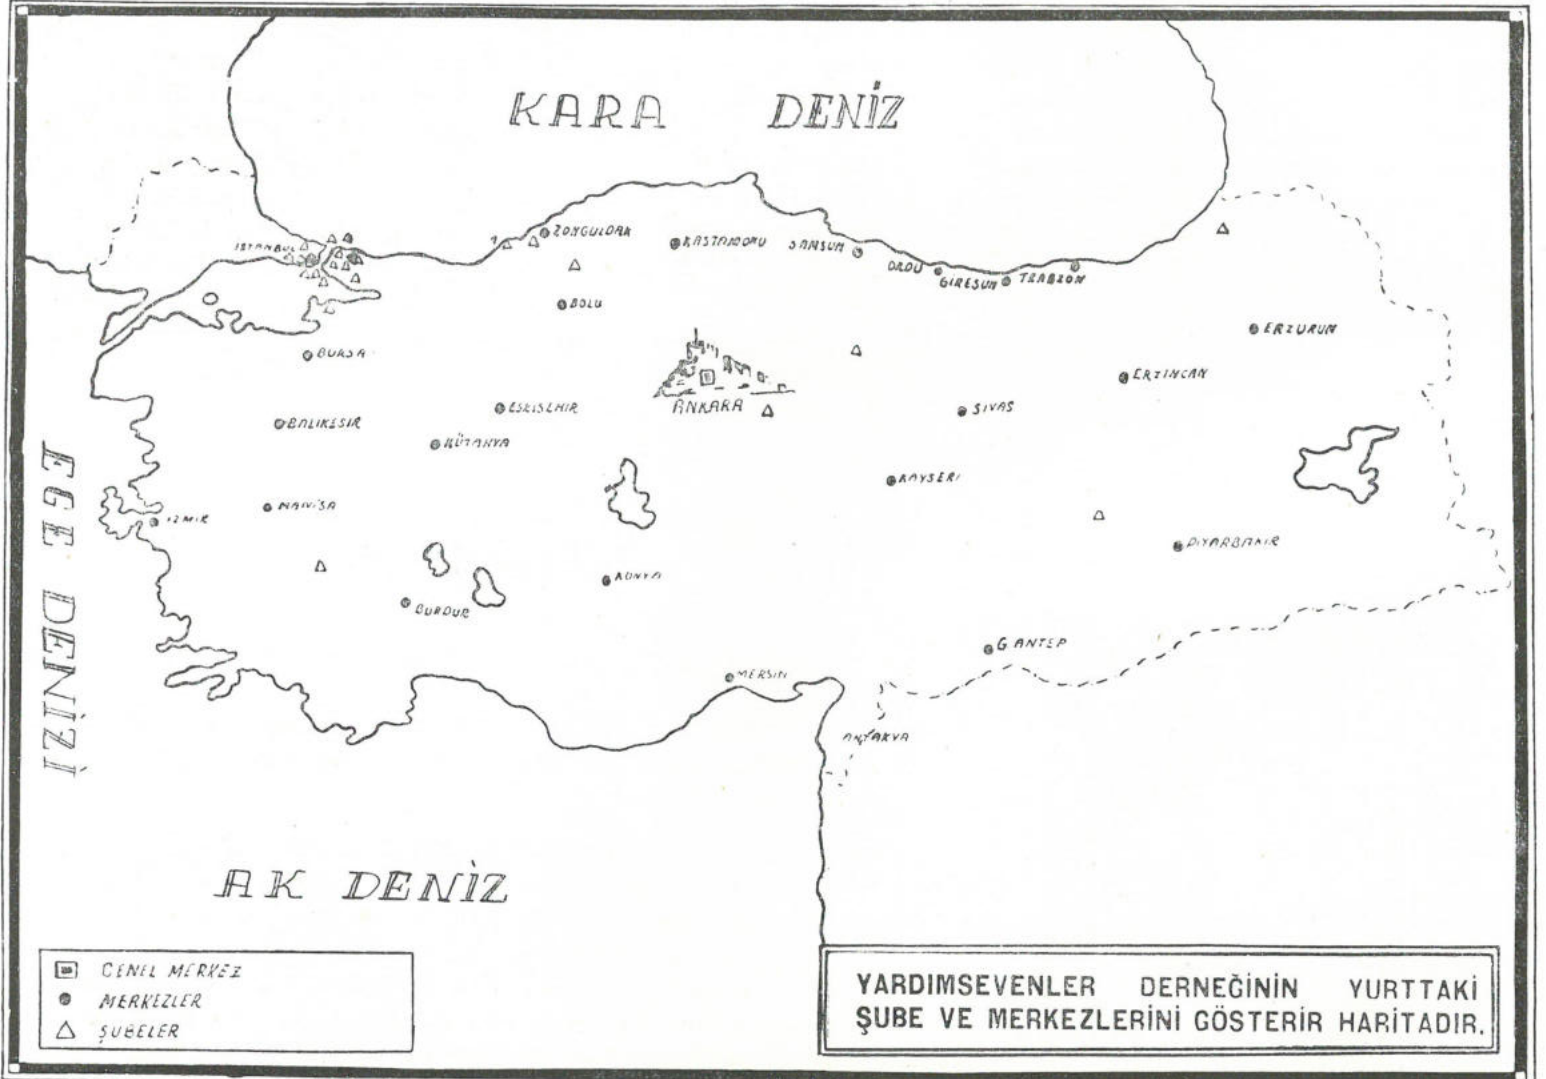 KARA DENİZ
İSTANBUL
ZONGULDAK
KASTAMONU
SAMSUN
ORDU
GİRESUN
TRABZON
BOLU
BURSA
ERZURUM
ERZİNCAN
ANKARA
ESKİSEHİR
SİVAS
BALIKESİR
KÜTAHYA
KAYSERİ
MANİSA
İZMİR
DİYARBAKIR
KONYA
BURDUR
G.ANTEP
MERSİN
ANTAKYA
EGE DENİZİ
AK DENİZ
GENEL MERKEZ
MERKEZLER
ŞUBELER
YARDIMSEVENLER DERNEĞİNİN YURTTAKİ
ŞUBE VE MERKEZLERİNİ GÖSTERİR HARİTADIR.